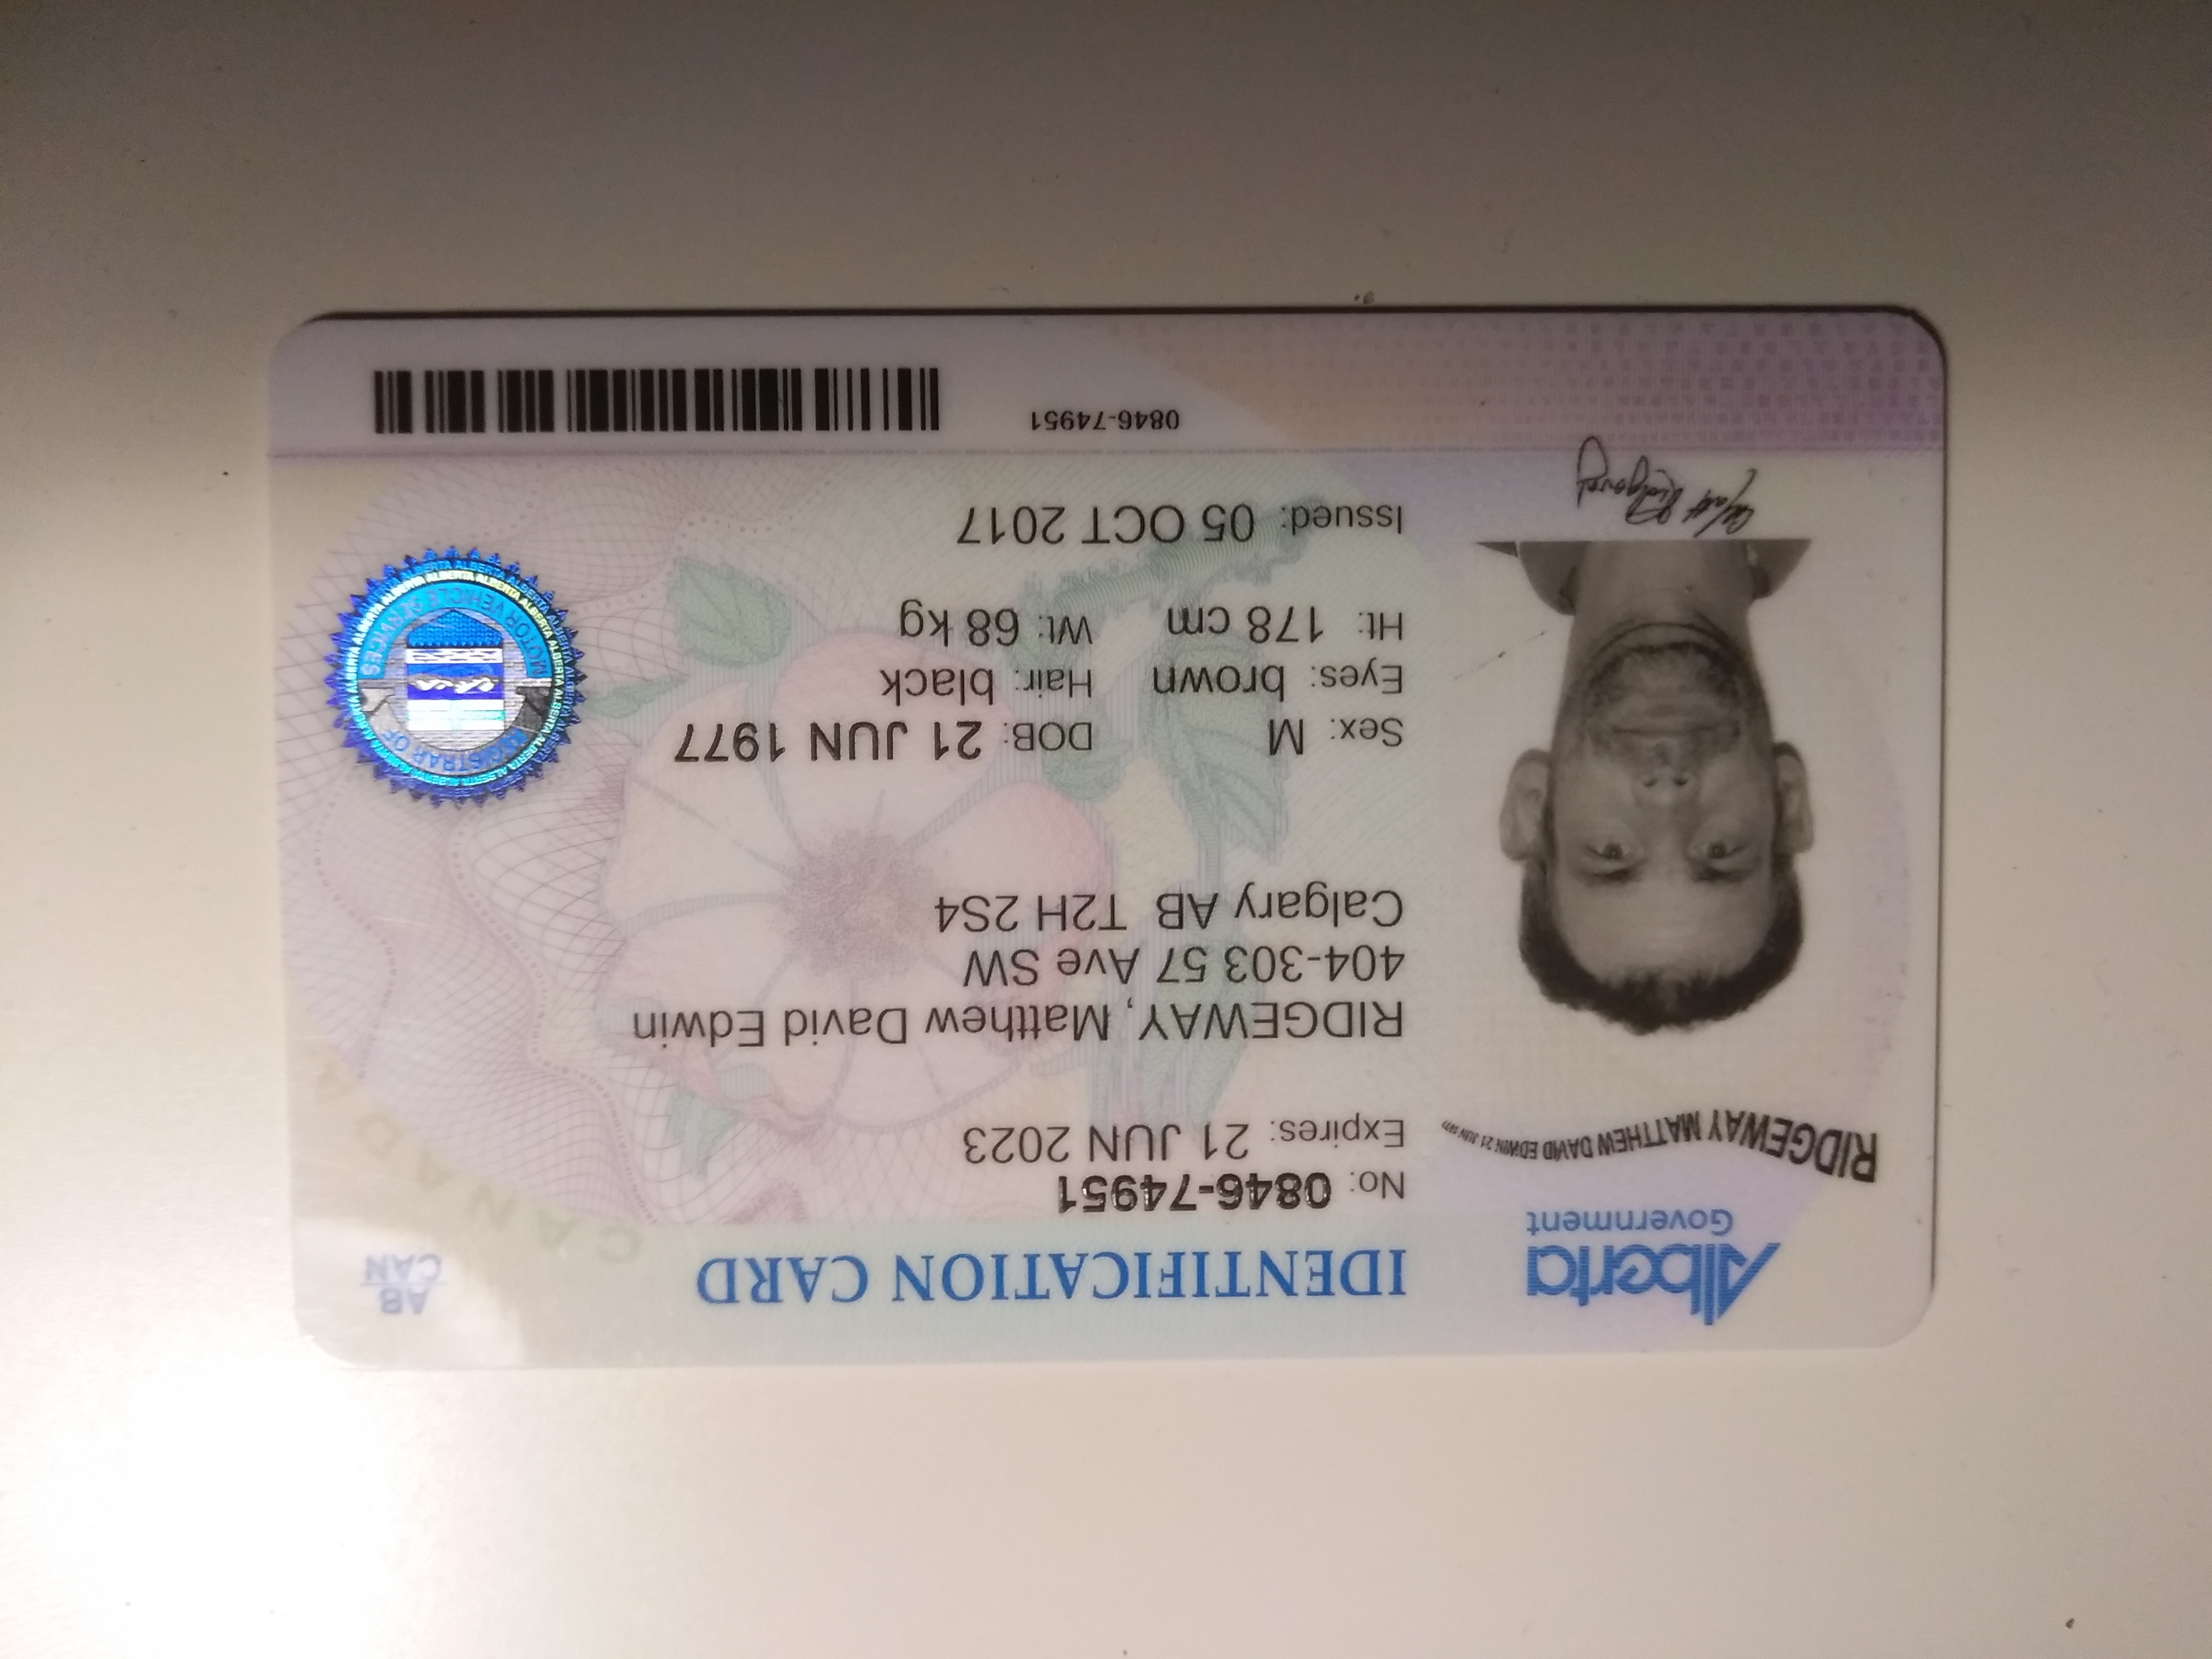 Alberta
Government
IDENTIFICATION CARD
AB
CAN
CANADA
No: 0846-74951
Expires: 21 JUN 2023
RIDGEWAY MATTHEW DAVID EDWIN 21 JUN 1977
RIDGEWAY, Matthew David Edwin
404-303 57 Ave SW
Calgary AB T2H 2S4
Sex: M DOB: 21 JUN 1977
Eyes: brown Hair: black
Ht: 178 cm Wt: 68 kg
Issued: 05 OCT 2017
REGISTRAR OF
MOTOR VEHICLE SERVICES
ALBERTA ALBERTA ALBERTA ALBERTA
Matt Ridgeway
0846-74951